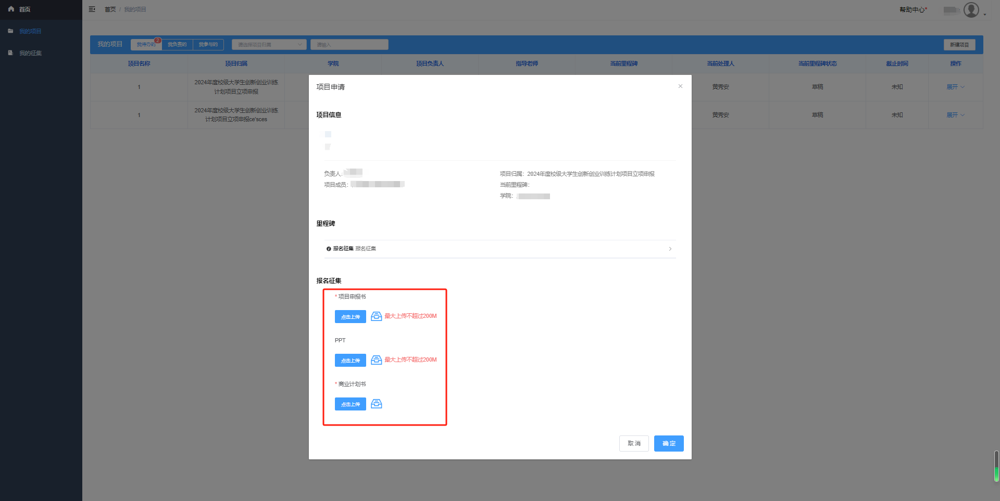 首页
我的项目
我的征集
首页 / 我的项目
帮助中心*
我的项目 我待办的 2 我负责的 我参与的 请选择项目归属 请输入 新建项目
项目名称 项目归属 学院 项目负责人 指导老师 当前里程碑 当前处理人 当前里程碑状态 截止时间 操作
1 2024年度校级大学生创新创业训练计划项目立项申报 黄秀安 草稿 未知 展开
1 2024年度校级大学生创新创业训练计划项目立项申报ce'sces 黄秀安 草稿 未知 展开
项目申请
项目信息
负责人: 项目归属: 2024年度校级大学生创新创业训练计划项目立项申报
项目成员: 当前里程碑:
学院:
里程碑
报名征集 报名征集
报名征集
* 项目申报书
点击上传 最大上传不超过200M
PPT
点击上传 最大上传不超过200M
* 商业计划书
点击上传
取消 确定